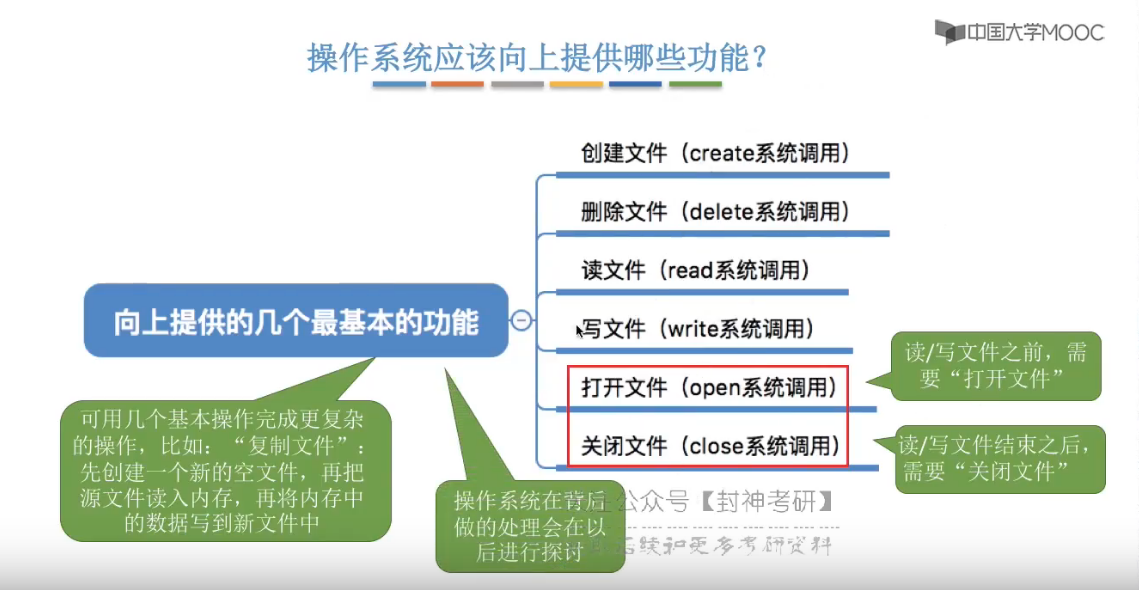 中国大学MOOC
操作系统应该向上提供哪些功能？
创建文件（create系统调用）
删除文件（delete系统调用）
读文件（read系统调用）
向上提供的几个最基本的功能
写文件（write系统调用）
读/写文件之前，需
要“打开文件”
打开文件（open系统调用）
可用几个基本操作完成更复杂
的操作，比如：“复制文件”：
先创建一个新的空文件，再把
源文件读入内存，再将内存中
的数据写到新文件中
关闭文件（close系统调用）
读/写文件结束之后，
需要“关闭文件”
操作系统在背后
做的处理会在以
后进行探讨
公众号【封神考研】
后续和更多考研资料